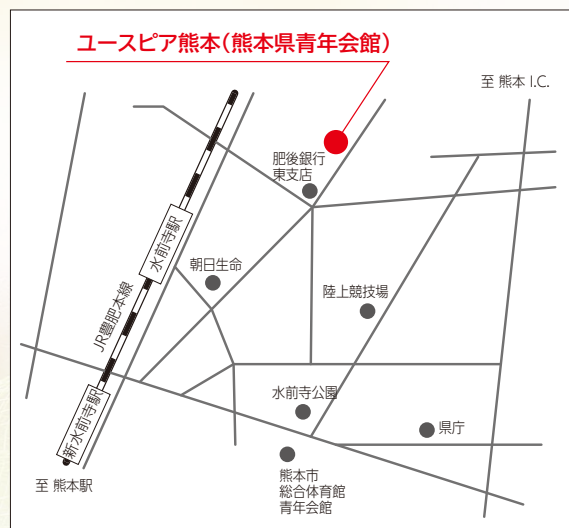 ユースピア熊本(熊本県青年会館)
至 熊本 I.C.
肥後銀行
東支店
水前寺駅
朝日生命
JR豊肥本線
陸上競技場
新水前寺駅
水前寺公園
県庁
至 熊本駅
熊本市
総合体育館
青年会館